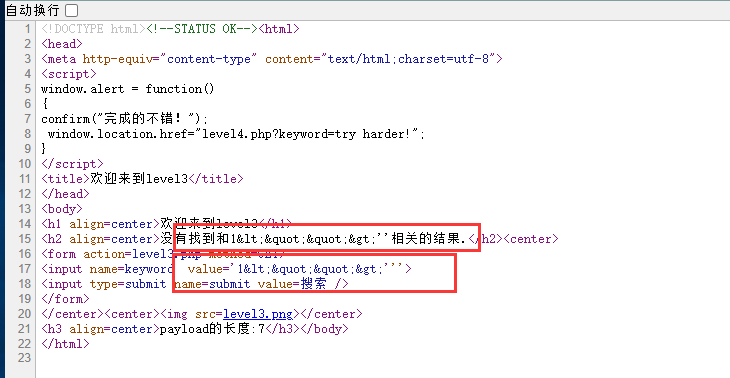 自动换行
1 <!DOCTYPE html><!--STATUS OK--><html>
2 <head>
3 <meta http-equiv="content-type" content="text/html;charset=utf-8">
4 <script>
5 window.alert = function()
6 {
7 confirm("完成的不错！");
8 window.location.href="level4.php?keyword=try harder!";
9 }
10 </script>
11 <title>欢迎来到level3</title>
12 </head>
13 <body>
14 <h1 align=center>欢迎来到level3</h1>
15 <h2 align=center>没有找到和1&lt;&quot;&quot;&gt;''相关的结果.</h2><center>
16 <form action=level3.php method=GET>
17 <input name=keyword value='1&lt;&quot;&quot;&gt;'''>
18 <input type=submit name=submit value=搜索 />
19 </form>
20 </center><center><img src=level3.png></center>
21 <h3 align=center>payload的长度:7</h3></body>
22 </html>
23